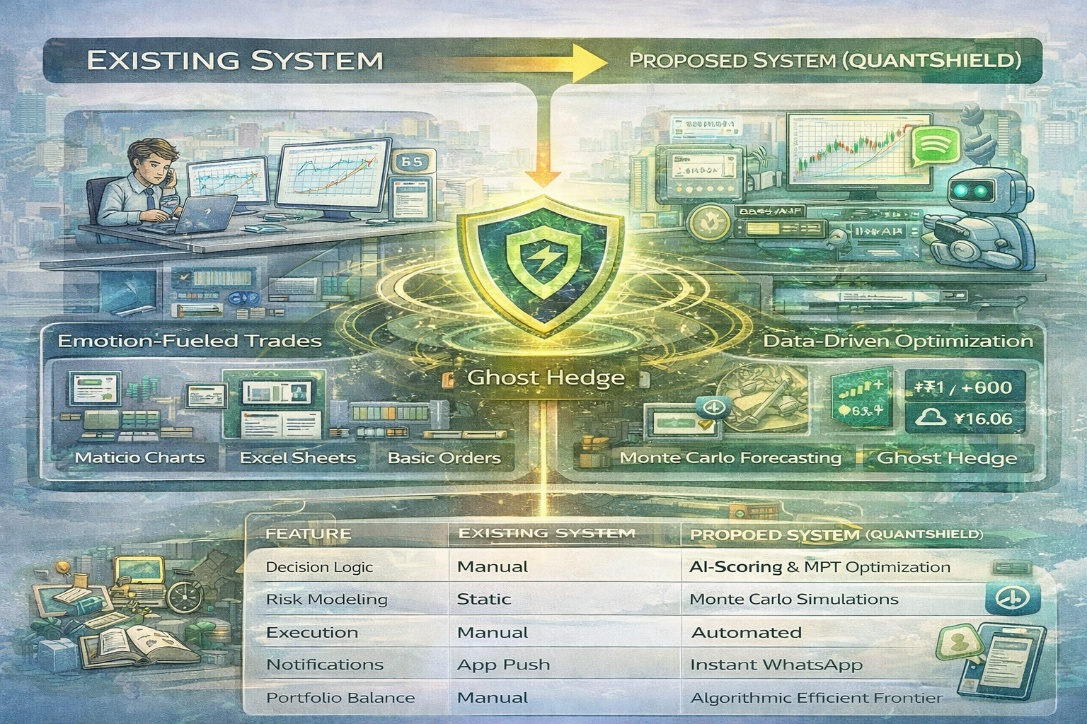 EXISTING SYSTEM
PROPOSED SYSTEM (QUANTSHIELD)
Emotion-Fueled Trades
Data-Driven Optimization
Ghost Hedge
+600
¥16.06
Maticio Charts
Excel Sheets
Basic Orders
Monte Carlo Forecasting
Ghost Hedge
FEATURE EXISTING SYSTEM PROPOED SYSTEM (QUANTSHIELD)
Decision Logic Manual AI-Scoring & MPT Optimization
Risk Modeling Static Monte Carlo Simulations
Execution Manual Automated
Notifications App Push Instant WhatsApp
Portfolio Balance Manual Algorithmic Efficient Frontier